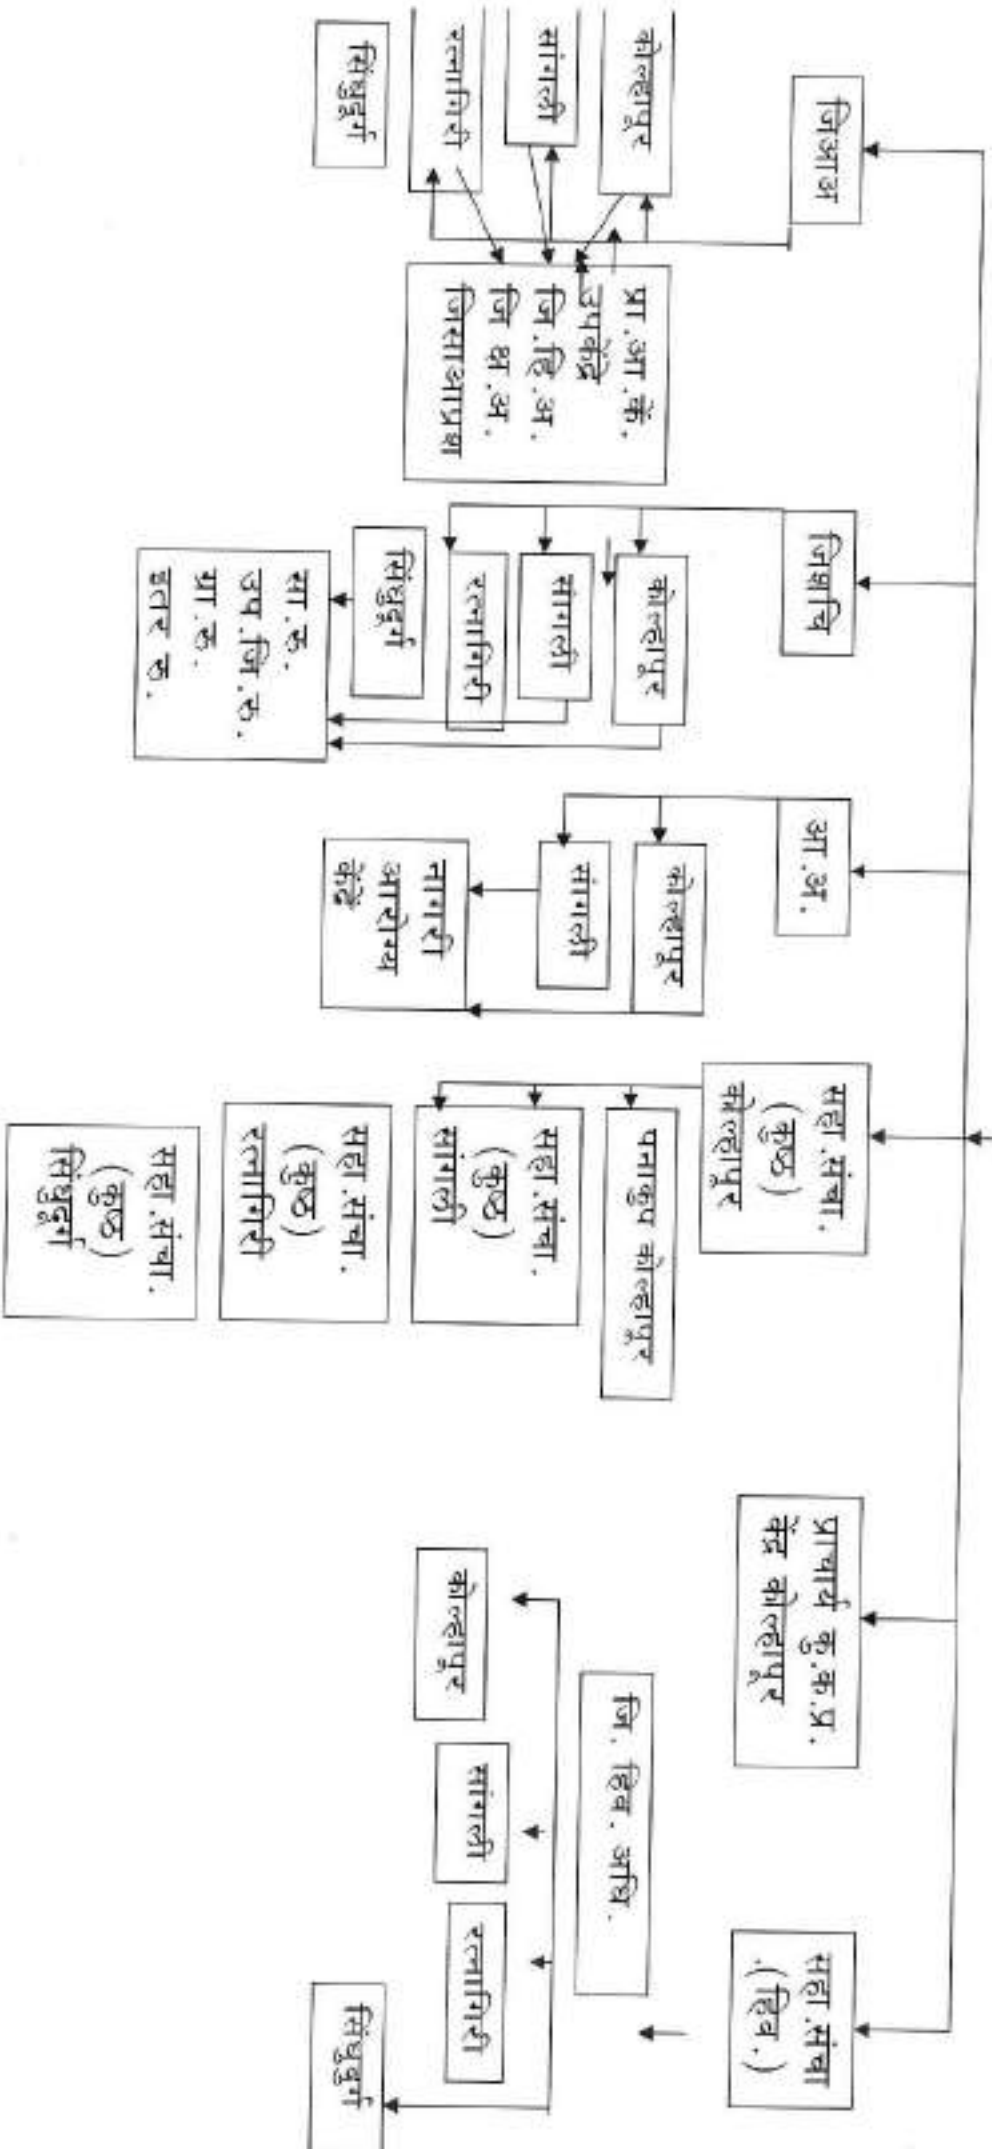 जिआअ
कोल्हापूर
सांगली
रत्नागिरी
सिंधुदूर्ग
प्रा.आ.कें.
उपकेंद्रे
जि.हि.अ.
जि क्ष.अ.
जिसाआप्रश
जिशचि
कोल्हापूर
सांगली
रत्नागिरी
सिंधुदूर्ग
सा.रु.
उप.जि.रु.
ग्रा.रु.
इतर रु.
आ.अ.
कोल्हापूर
सांगली
नागरी
आरोग्य
केंद्रे
सहा.संचा.
(कुष्ठ)
कोल्हापूर
पनाकुप कोल्हापूर
सहा.संचा.
(कुष्ठ)
सांगली
सहा.संचा.
(कुष्ठ)
रत्नागिरी
सहा.संचा.
(कुष्ठ)
सिंधुदूर्ग
प्राचार्य कु.क.प्र.
केंद्र कोल्हापूर
सहा.संचा
.(हिव.)
जि. हिव. अधि.
कोल्हापूर
सांगली
रत्नागिरी
सिंधुदुर्ग